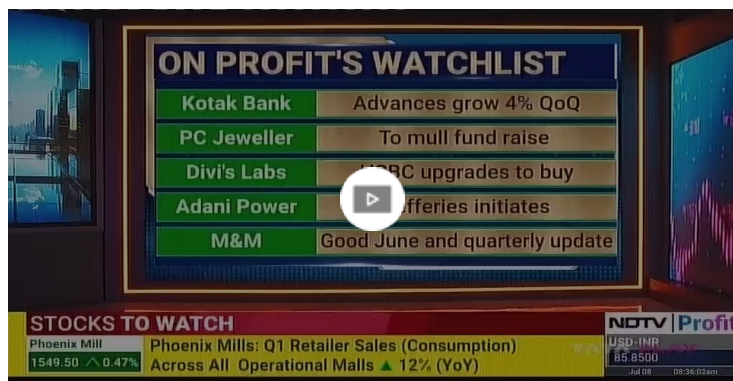 ON PROFIT'S WATCHLIST
Kotak Bank Advances grow 4% QoQ
PC Jeweller To mull fund raise
Divi's Labs upgrades to buy
Adani Power initiates
M&M Good June and quarterly update
STOCKS TO WATCH
NDTV Profit
Phoenix Mill
1549.50 0.47%
Phoenix Mills: Q1 Retailer Sales (Consumption)
Across All Operational Malls ▲ 12% (YoY)
USD-INR
85.8500
Jul 08 08:36:02am